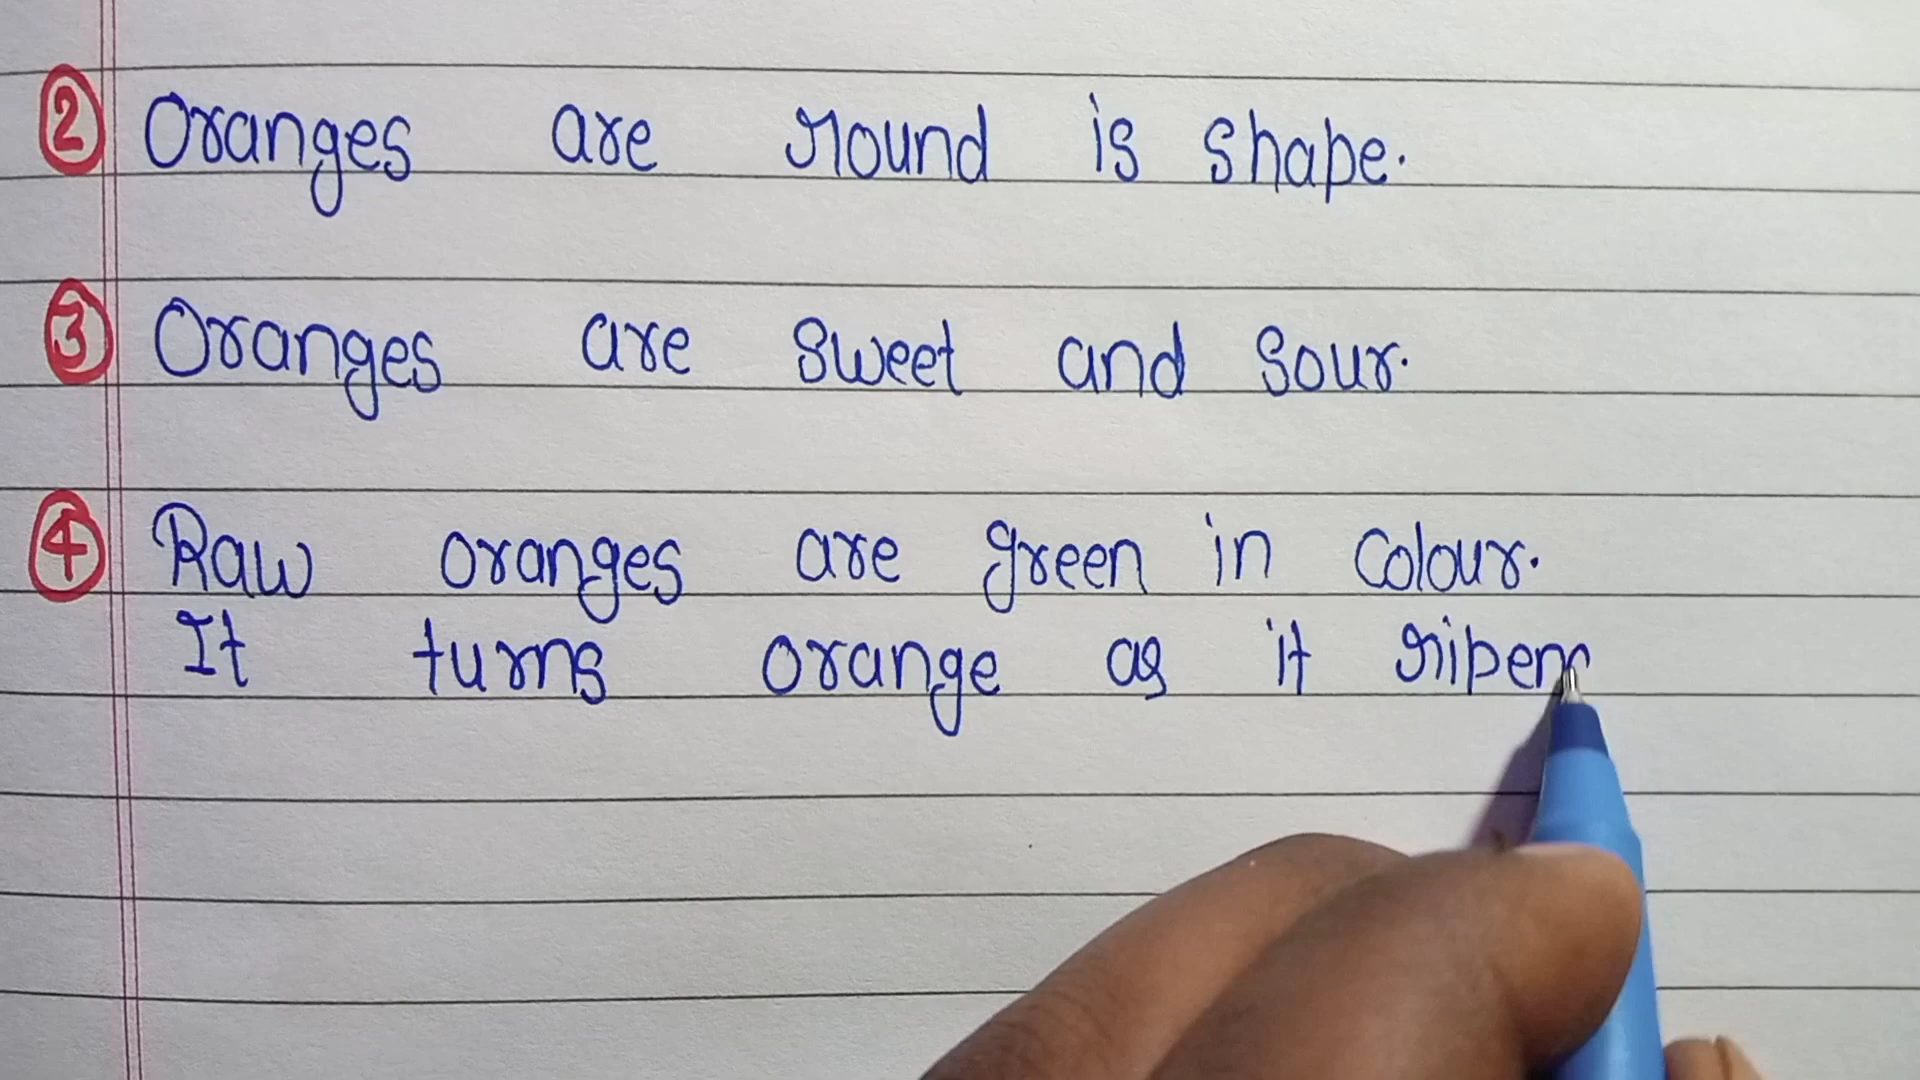 ② Oranges are round is shape.
③ Oranges are sweet and sour.
④ Raw oranges are green in colour.
It turns orange as it ripens